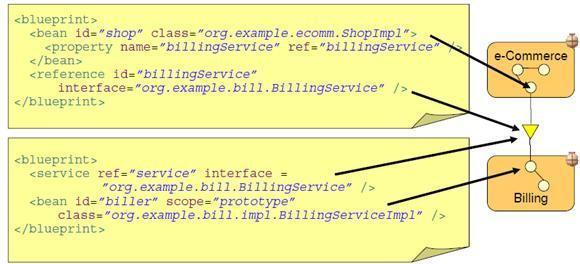 <blueprint>
<bean id="shop" class="org.example.ecomm.ShopImpl">
<property name="billingService" ref="billingService" />
</bean>
<reference id="billingService"
interface="org.example.bill.BillingService" />
</blueprint>
e-Commerce
<blueprint>
<service ref="service" interface =
"org.example.bill.BillingService" />
<bean id="biller" scope="prototype"
class="org.example.bill.impl.BillingServiceImpl" />
</blueprint>
Billing